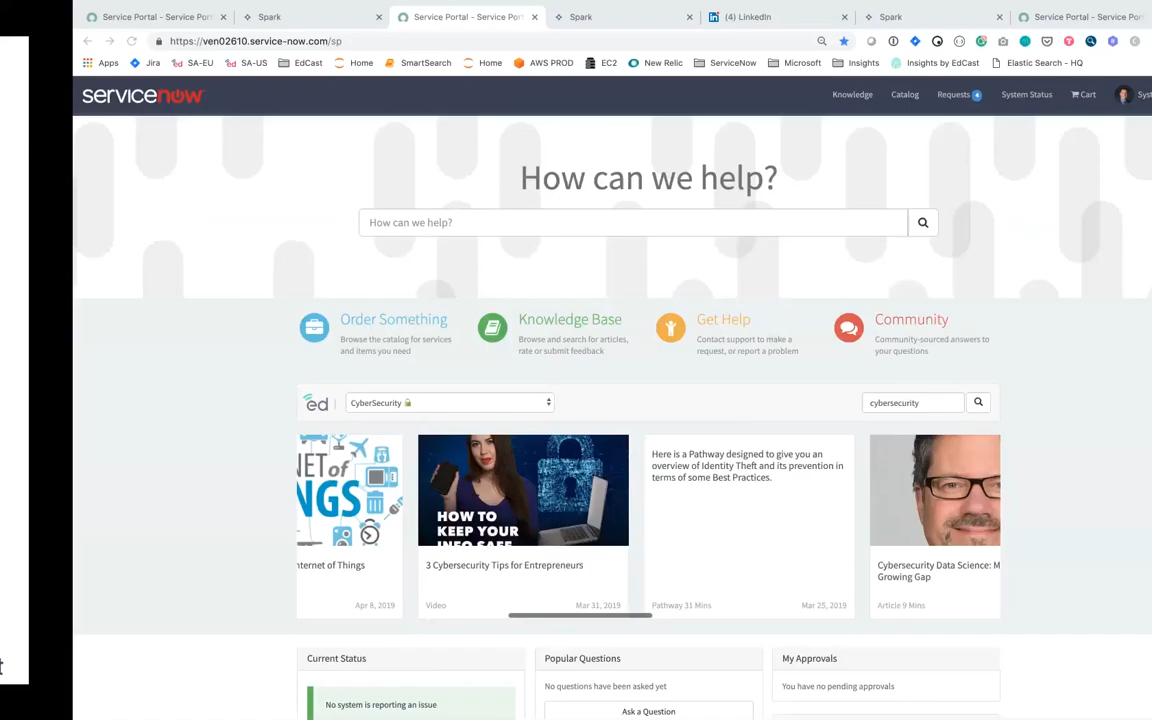 Service Portal - Service Port
Spark
Service Portal - Service Port
Spark
(4) LinkedIn
Spark
Service Portal - Service Po
https://ven02610.service-now.com/sp
Apps
Jira
SA-EU
SA-US
EdCast
Home
SmartSearch
Home
AWS PROD
EC2
New Relic
ServiceNow
Microsoft
Insights
Insights by EdCast
Elastic Search - HQ
servicenow
Knowledge
Catalog
Requests 4
System Status
Cart
Syst
How can we help?
How can we help?
Order Something
Browse the catalog for services
and items you need
Knowledge Base
Browse and search for articles,
rate or submit feedback
Get Help
Contact support to make a
request, or report a problem
Community
Community-sourced answers to
your questions
ed
CyberSecurity
cybersecurity
NET of
NGS
nternet of Things
Apr 8, 2019
HOW TO
KEEP YOUR
INFO SAFE
3 Cybersecurity Tips for Entrepreneurs
Video
Mar 31, 2019
Here is a Pathway designed to give you an
overview of Identity Theft and its prevention in
terms of some Best Practices.
Pathway 31 Mins
Mar 25, 2019
Cybersecurity Data Science: M
Growing Gap
Article 9 Mins
t
Current Status
No system is reporting an issue
Popular Questions
No questions have been asked yet
Ask a Question
My Approvals
You have no pending approvals